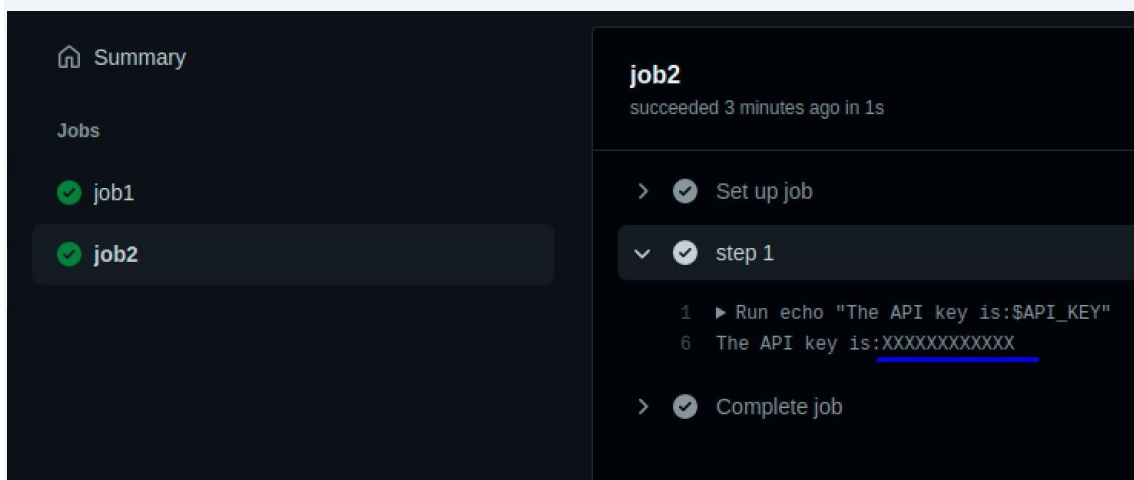 Summary
Jobs
job1
job2
job2
succeeded 3 minutes ago in 1s
Set up job
step 1
1 Run echo "The API key is:$API_KEY"
6 The API key is:XXXXXXXXXXXX
Complete job